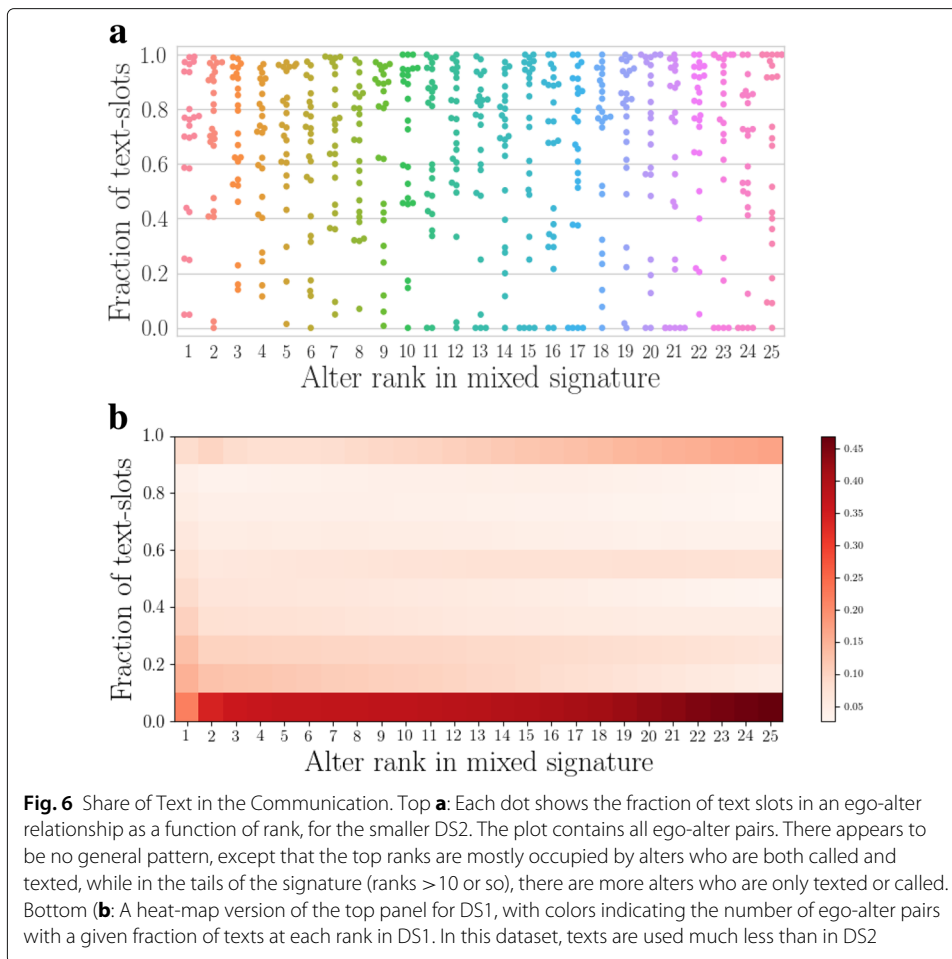 a
1.0
0.8
0.6
0.4
0.2
0.0
Fraction of text-slots
1 2 3 4 5 6 7 8 9 10 11 12 13 14 15 16 17 18 19 20 21 22 23 24 25
Alter rank in mixed signature
b
1.0
0.8
0.6
0.4
0.2
0.0
Fraction of text-slots
1 2 3 4 5 6 7 8 9 10 11 12 13 14 15 16 17 18 19 20 21 22 23 24 25
Alter rank in mixed signature
0.45
0.40
0.35
0.30
0.25
0.20
0.15
0.10
0.05
Fig. 6 Share of Text in the Communication. Top a: Each dot shows the fraction of text slots in an ego-alter
relationship as a function of rank, for the smaller DS2. The plot contains all ego-alter pairs. There appears to
be no general pattern, except that the top ranks are mostly occupied by alters who are both called and
texted, while in the tails of the signature (ranks >10 or so), there are more alters who are only texted or called.
Bottom (b: A heat-map version of the top panel for DS1, with colors indicating the number of ego-alter pairs
with a given fraction of texts at each rank in DS1. In this dataset, texts are used much less than in DS2